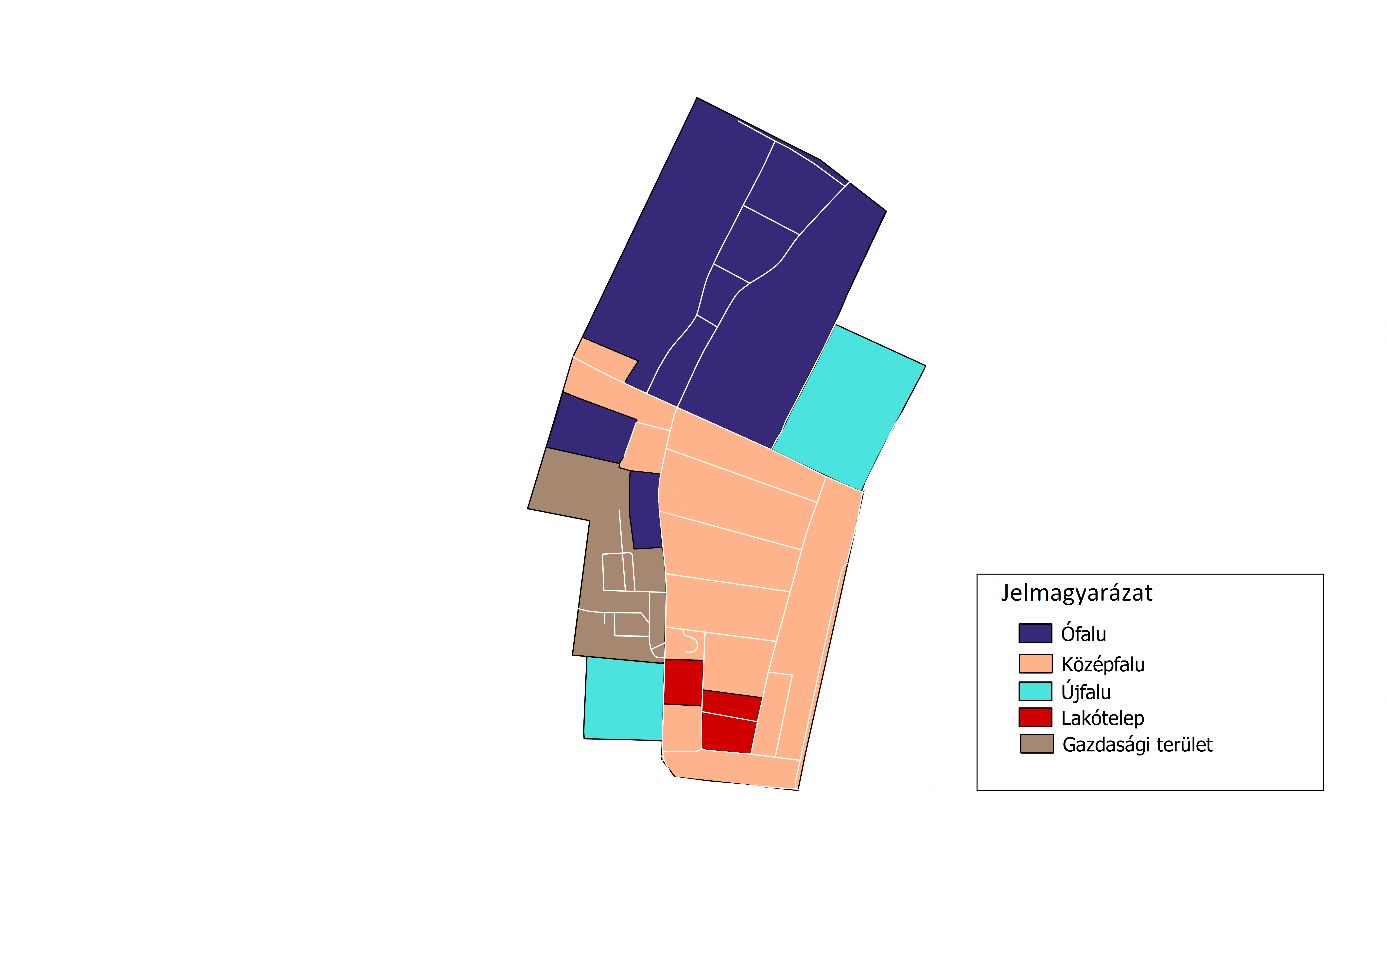 Jelmagyarázat
Ófalu
Középfalu
Újfalu
Lakótelep
Gazdasági terület